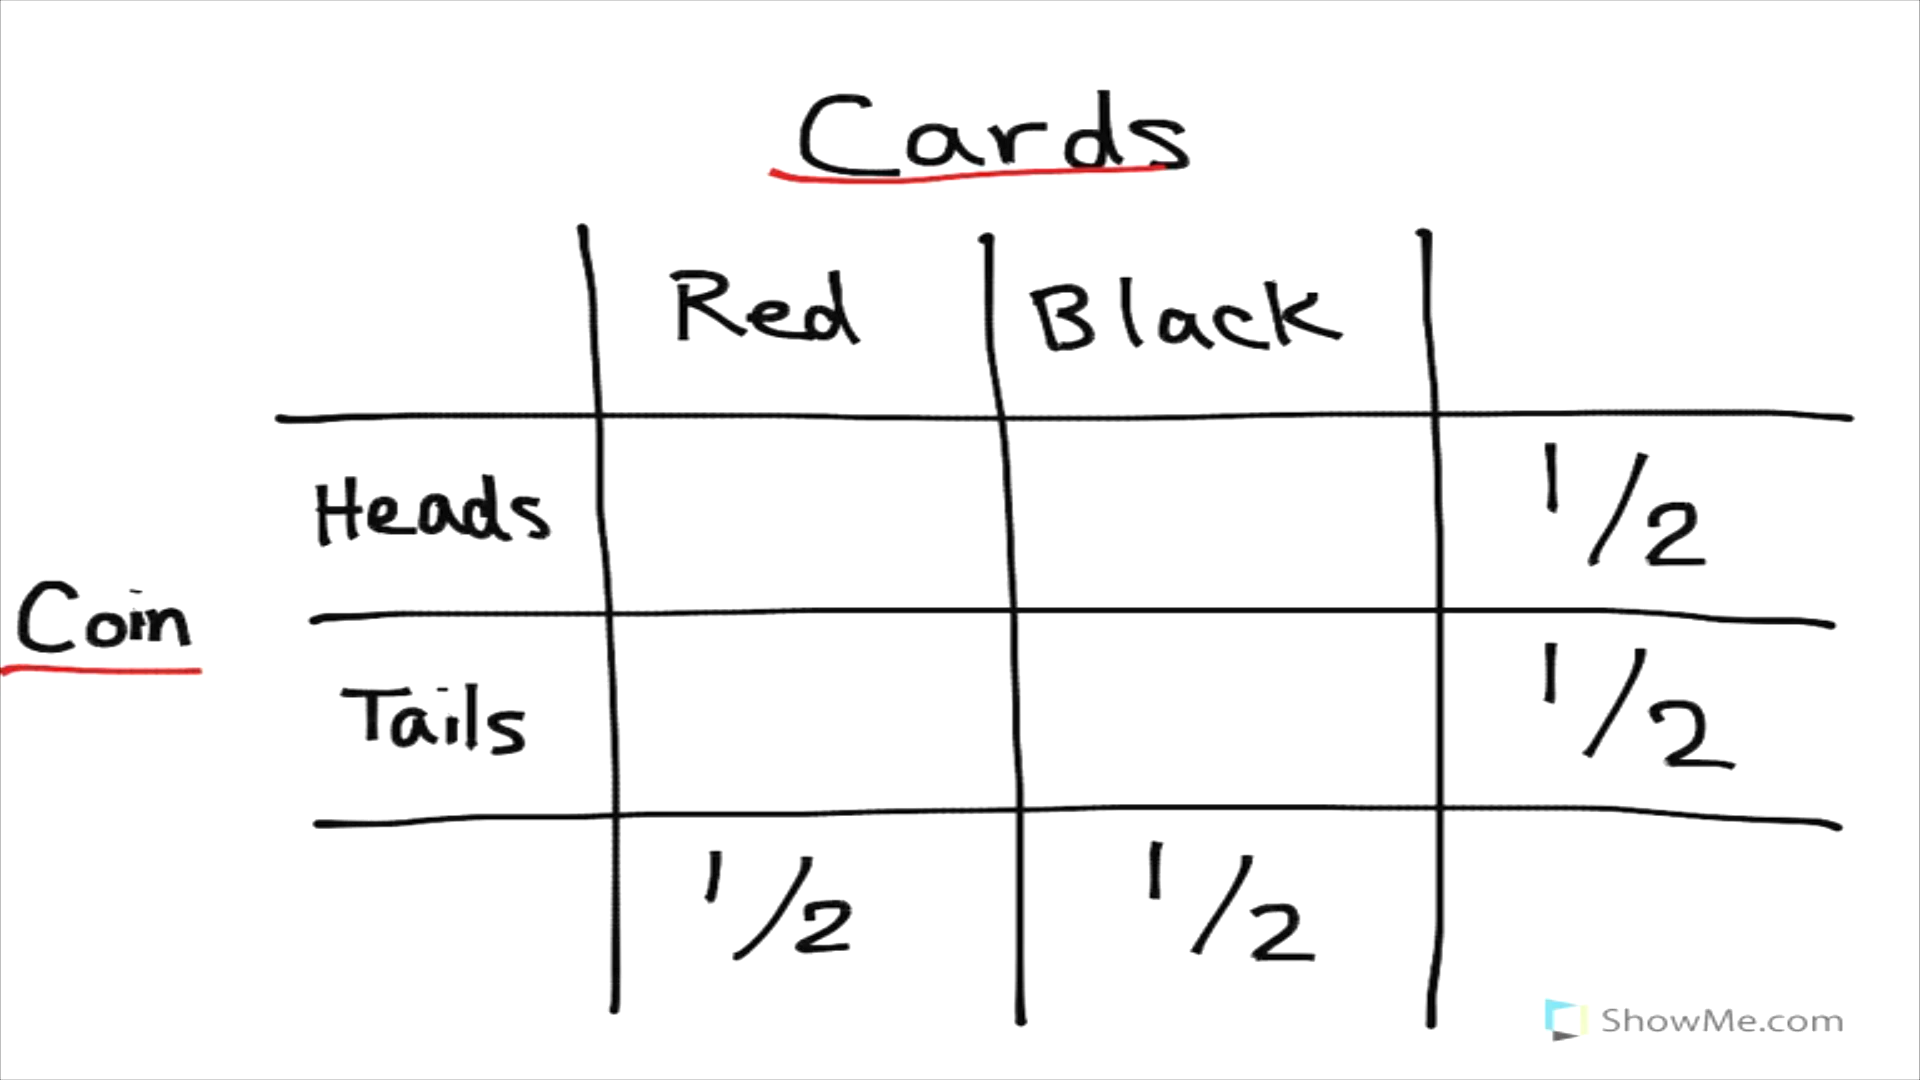 Cards
Red Black
Heads 1/2
Coin
Tails 1/2
1/2 1/2
ShowMe.com